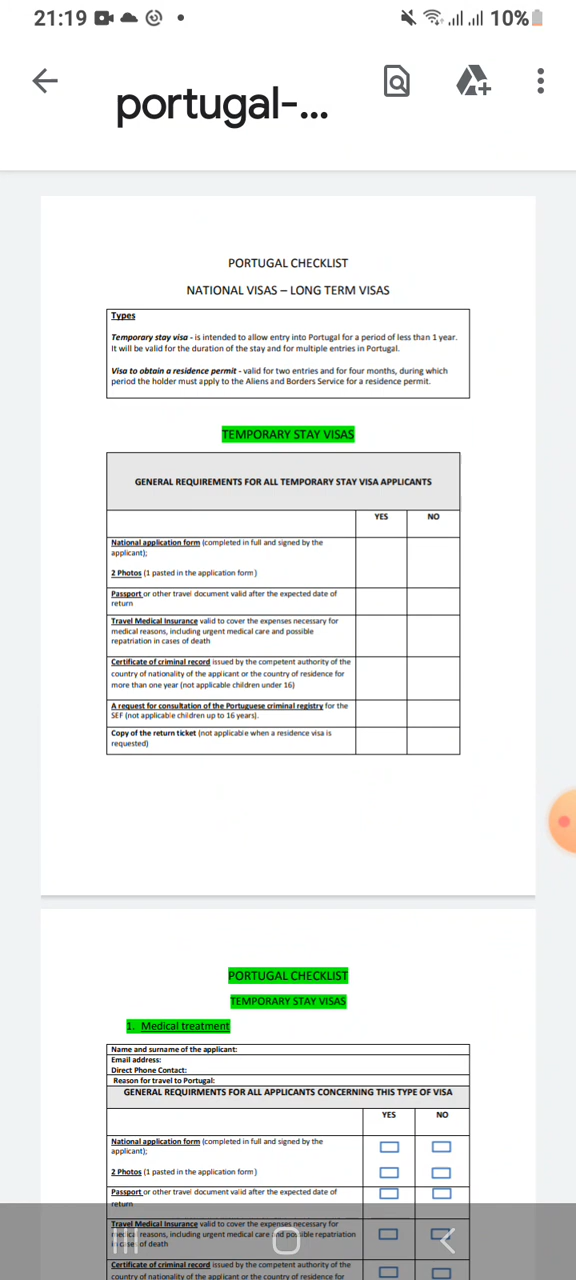 21:19
10%
portugal-...
PORTUGAL CHECKLIST
NATIONAL VISAS – LONG TERM VISAS
Types
Temporary stay visa - is intended to allow entry into Portugal for a period of less than 1 year.
It will be valid for the duration of the stay and for multiple entries in Portugal.
Visa to obtain a residence permit - valid for two entries and for four months, during which
period the holder must apply to the Aliens and Borders Service for a residence permit.
TEMPORARY STAY VISAS
GENERAL REQUIREMENTS FOR ALL TEMPORARY STAY VISA APPLICANTS
YES NO
National application form (completed in full and signed by the
applicant);
2 Photos (1 pasted in the application form)
Passport or other travel document valid after the expected date of
return
Travel Medical Insurance valid to cover the expenses necessary for
medical reasons, including urgent medical care and possible
repatriation in cases of death
Certificate of criminal record issued by the competent authority of the
country of nationality of the applicant or the country of residence for
more than one year (not applicable children under 16)
A request for consultation of the Portuguese criminal registry for the
SEF (not applicable children up to 16 years).
Copy of the return ticket (not applicable when a residence visa is
requested)
PORTUGAL CHECKLIST
TEMPORARY STAY VISAS
1. Medical treatment
Name and surname of the applicant:
Email address:
Direct Phone Contact:
Reason for travel to Portugal:
GENERAL REQUIRMENTS FOR ALL APPLICANTS CONCERNING THIS TYPE OF VISA
YES NO
National application form (completed in full and signed by the
applicant);
2 Photos (1 pasted in the application form)
Passport or other travel document valid after the expected date of
return
Travel Medical Insurance valid to cover the expenses necessary for
medical reasons, including urgent medical care and possible repatriation
in cases of death
Certificate of criminal record issued by the competent authority of the
country of nationality of the applicant or the country of residence for